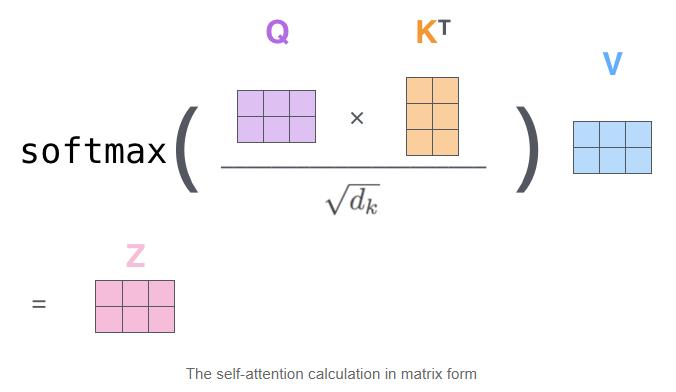 Q
K^T
V
×
softmax( )
√d_k
Z
=
The self-attention calculation in matrix form